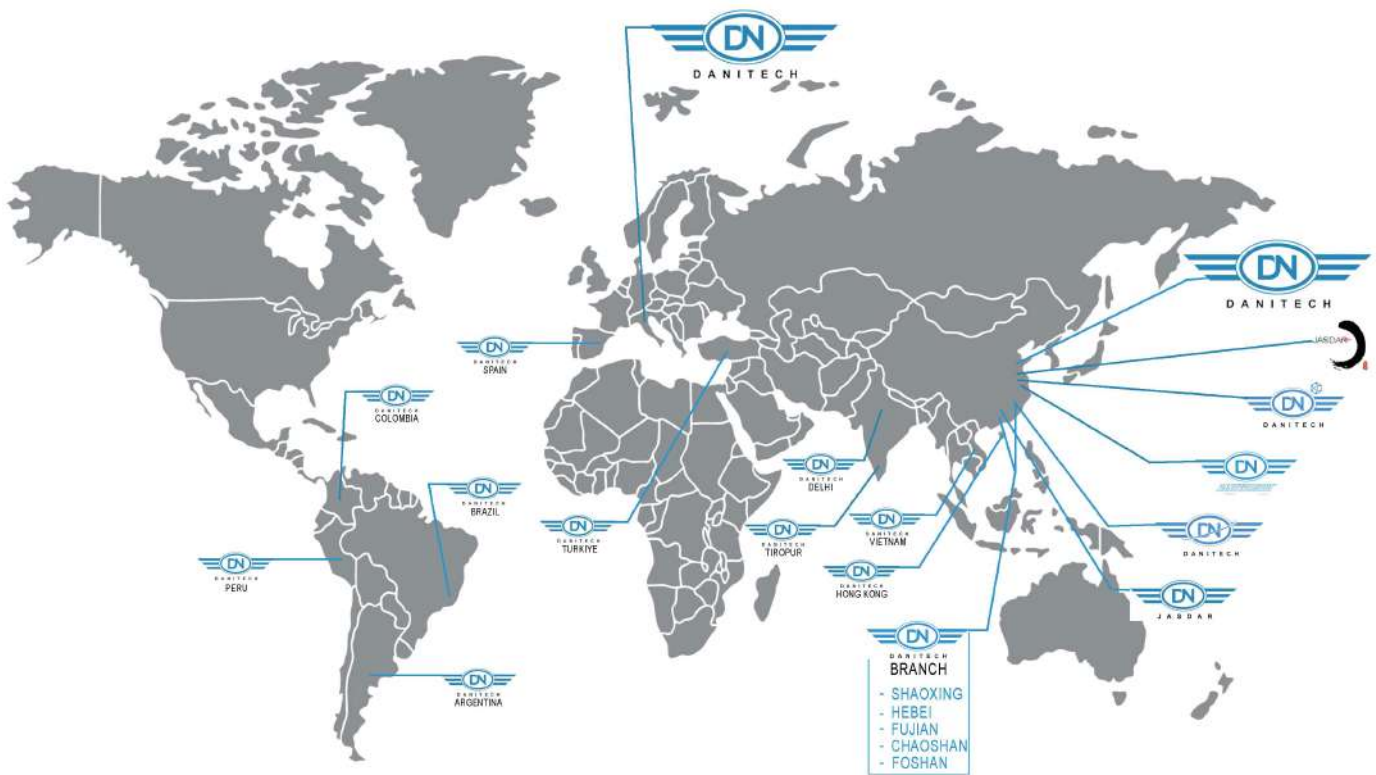 DN
DANITECH
DN
DANITECH
JASDAR
DN
DANITECH
SPAIN
DN
DANITECH
COLOMBIA
DN
DANITECH
DN
DANITECH
DELHI
DN
DN
DANITECH
BRAZIL
DN
DANITECH
TURKIYE
DN
DANITECH
TIROPUR
DN
DANITECH
VIETNAM
DN
DANITECH
DN
DANITECH
PERU
DN
DANITECH
HONG KONG
DN
JASDAR
DN
DANITECH
BRANCH
- SHAOXING
- HEBEI
- FUJIAN
- CHAOSHAN
- FOSHAN
DN
DANITECH
ARGENTINA